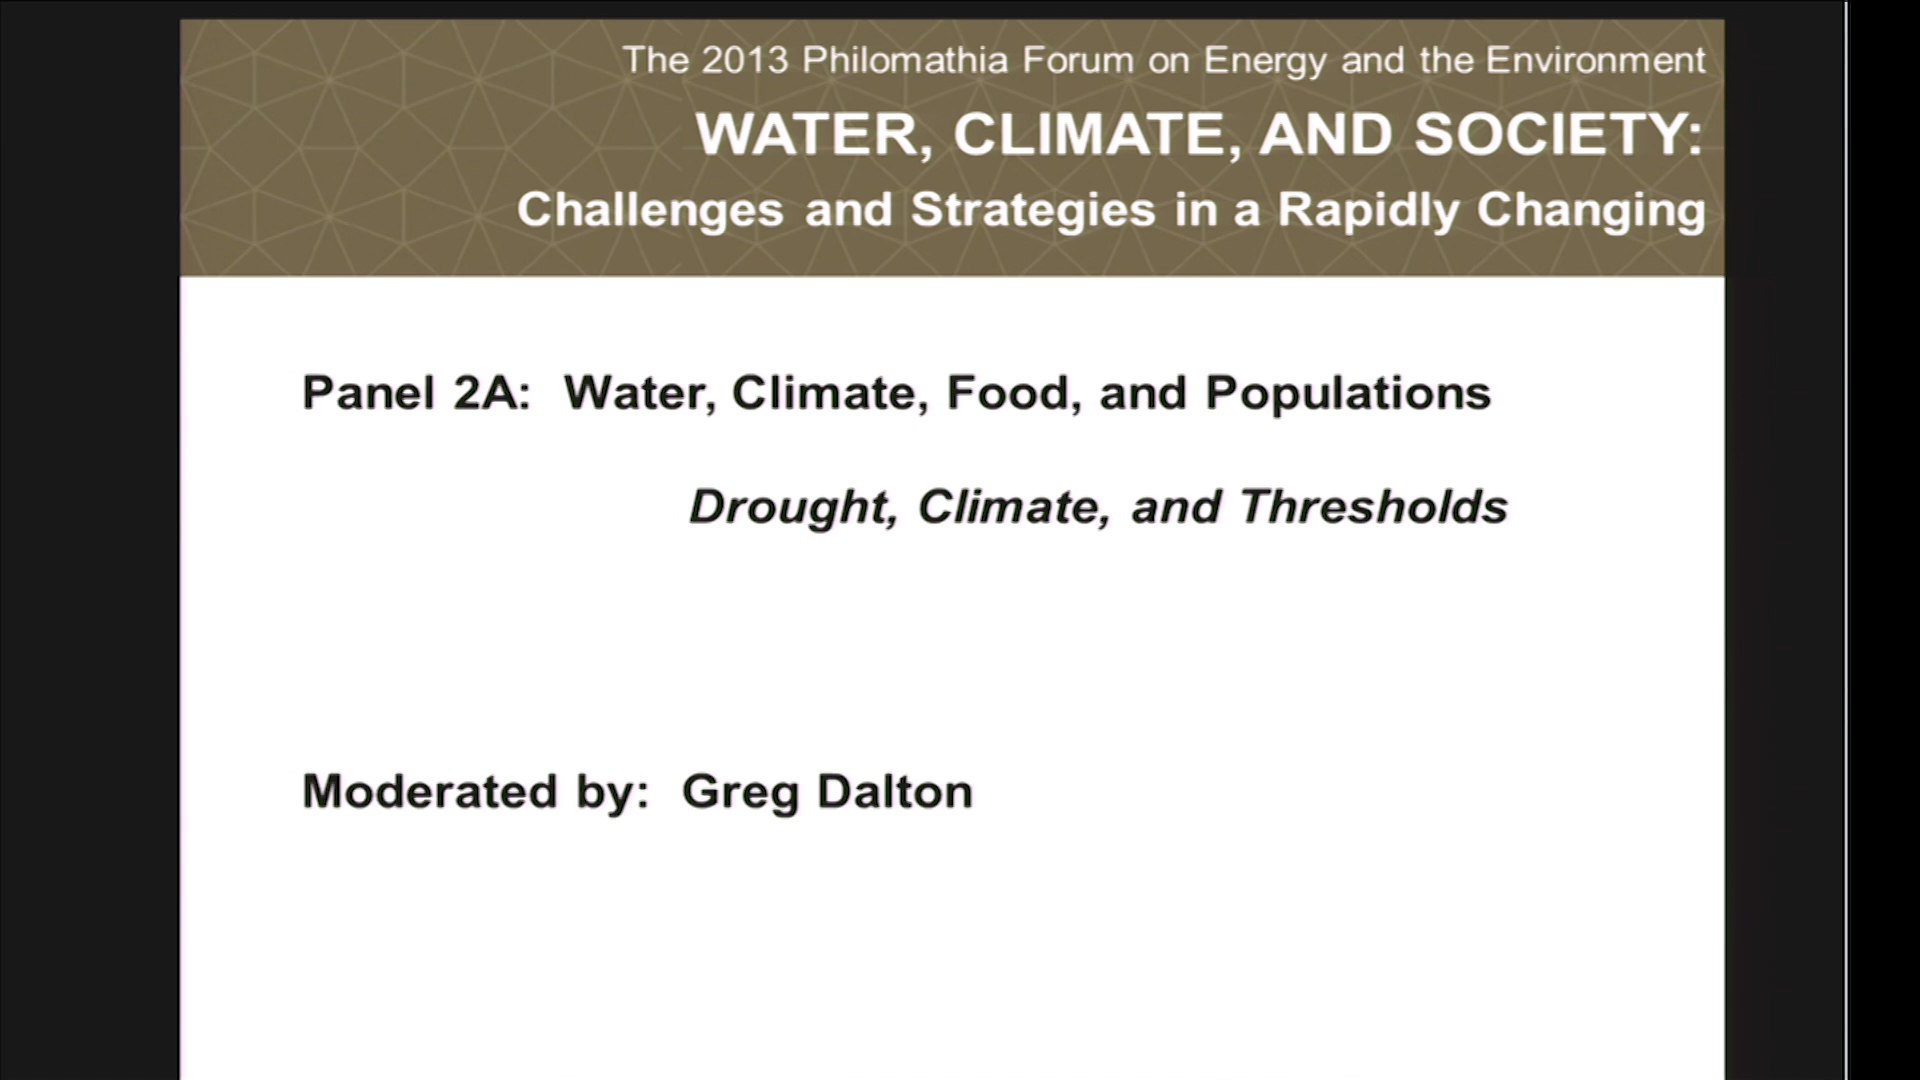 The 2013 Philomathia Forum on Energy and the Environment
WATER, CLIMATE, AND SOCIETY:
Challenges and Strategies in a Rapidly Changing
Panel 2A: Water, Climate, Food, and Populations
Drought, Climate, and Thresholds
Moderated by: Greg Dalton